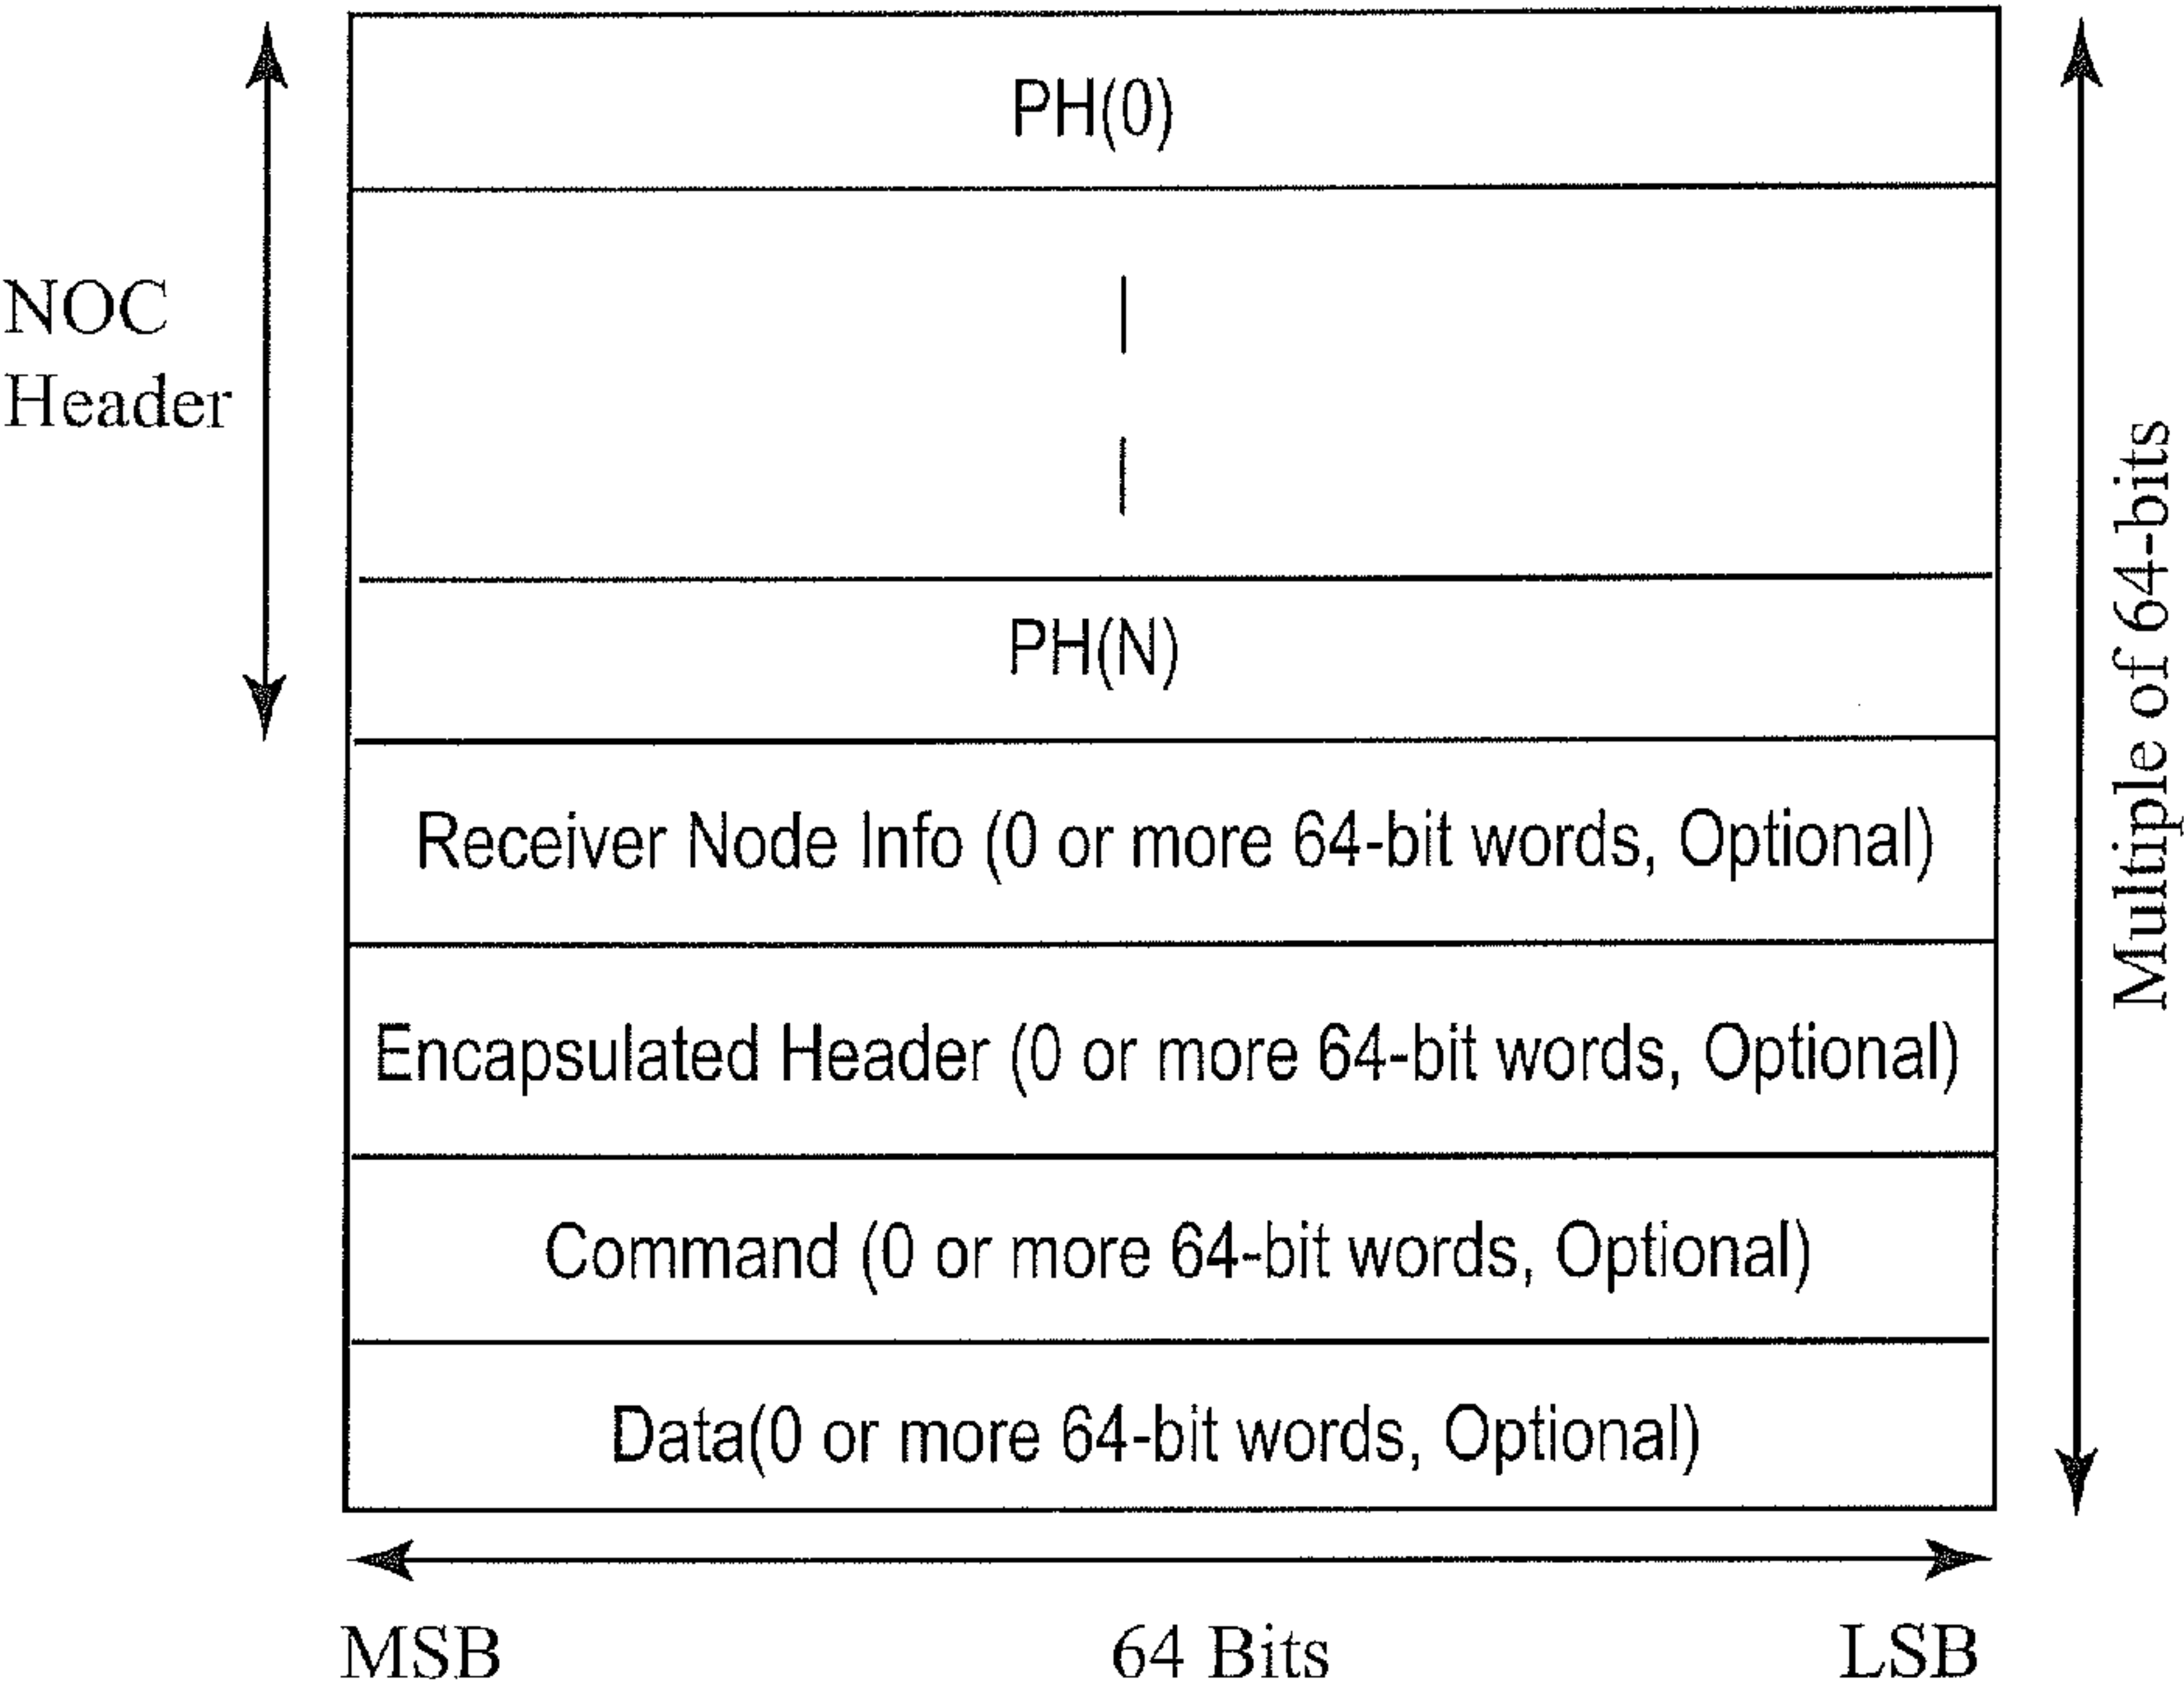 PH(0)
NOC
Header
PH(N)
Receiver Node Info (0 or more 64-bit words, Optional)
Encapsulated Header (0 or more 64-bit words, Optional)
Command (0 or more 64-bit words, Optional)
Data(0 or more 64-bit words, Optional)
Multiple of 64-bits
MSB
64 Bits
LSB